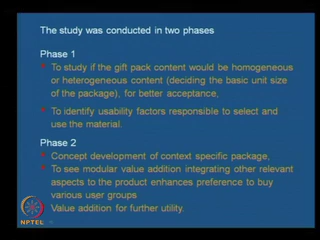 The study was conducted in two phases
Phase 1
To study if the gift pack content would be homogeneous
or heterogeneous content (deciding the basic unit size
of the package), for better acceptance,
To identify usability factors responsible to select and
use the material.
Phase 2
Concept development of context specific package,
To see modular value addition integrating other relevant
aspects to the product enhances preference to buy
various user groups
Value addition for further utility.
NPTEL